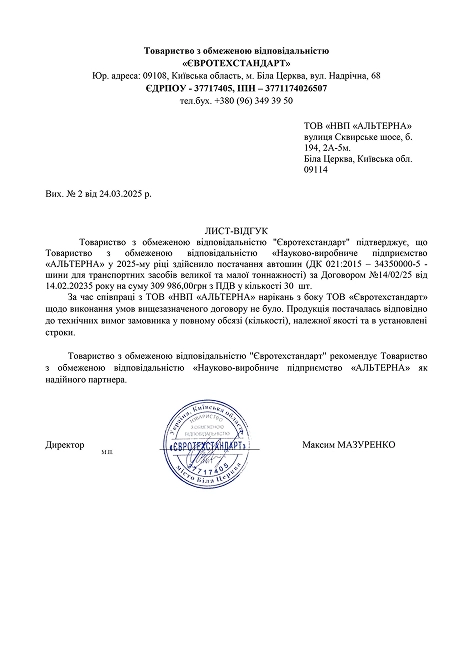 Товариство з обмеженою відповідальністю
«ЄВРОТЕХСТАНДАРТ»
Юр. адреса: 09108, Київська область, м. Біла Церква, вул. Надрічна, 68
ЄДРПОУ - 37717405, ІПН – 3771174026507
тел.бух. +380 (96) 349 39 50
ТОВ «НВП «АЛЬТЕРНА»
вулиця Сквирське шосе, б.
194, 2А-5м.
Біла Церква, Київська обл.
09114
Вих. № 2 від 24.03.2025 р.
ЛИСТ-ВІДГУК
Товариство з обмеженою відповідальністю "Євротехстандарт" підтверджує, що
Товариство з обмеженою відповідальністю «Науково-виробниче підприємство
«АЛЬТЕРНА» у 2025-му ріці здійснило постачання автошин (ДК 021:2015 – 34350000-5 -
шини для транспортних засобів великої та малої тоннажності) за Договором №14/02/25 від
14.02.20235 року на суму 309 986,00грн з ПДВ у кількості 30 шт.
За час співпраці з ТОВ «НВП «АЛЬТЕРНА» нарікань з боку ТОВ «Євротехстандарт»
щодо виконання умов вищезазначеного договору не було. Продукція постачалась відповідно
до технічних вимог замовника у повному обсязі (кількості), належної якості та в установлені
строки.
Товариство з обмеженою відповідальністю "Євротехстандарт" рекомендує Товариство
з обмеженою відповідальністю «Науково-виробниче підприємство «АЛЬТЕРНА» як
надійного партнера.
Україна, Київська область
ТОВАРИСТВО
З ОБМЕЖЕНОЮ
ВІДПОВІДАЛЬНІСТЮ
«ЄВРОТЕХСТАНДАРТ»
37717405
місто Біла Церква
Директор
М.П.
Максим МАЗУРЕНКО